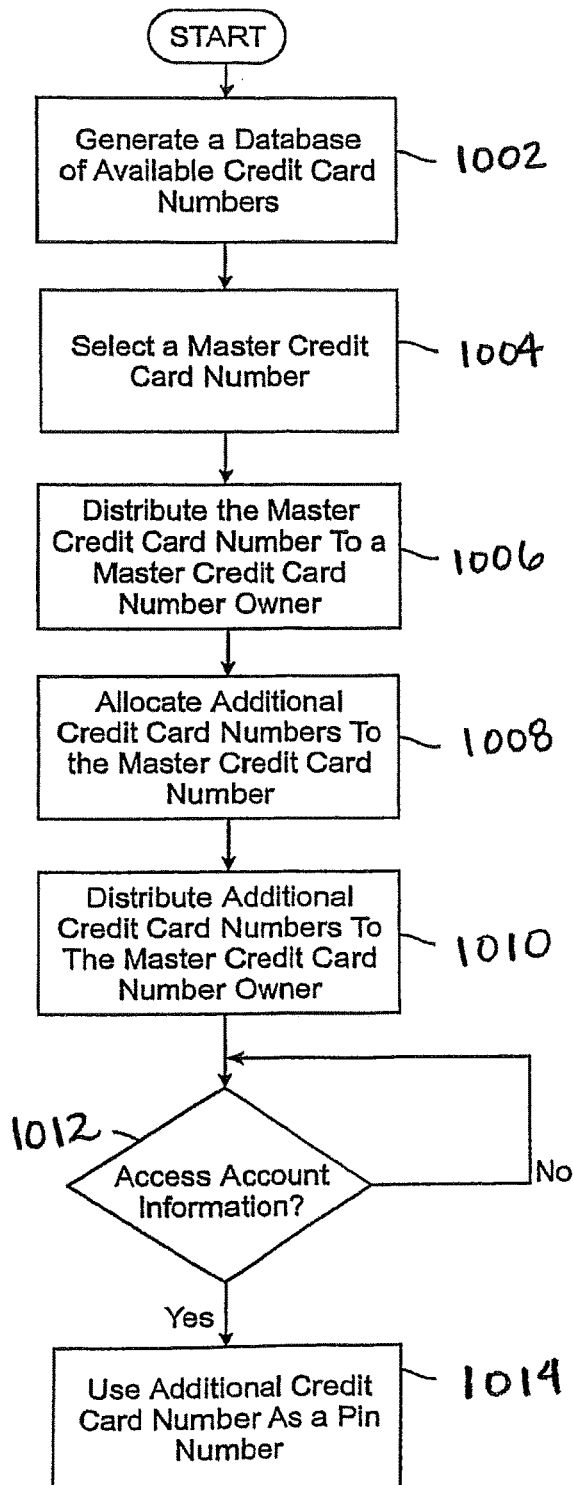 START
Generate a Database
of Available Credit Card
Numbers
1002
Select a Master Credit
Card Number
1004
Distribute the Master
Credit Card Number To a
Master Credit Card
Number Owner
1006
Allocate Additional
Credit Card Numbers To
the Master Credit Card
Number
1008
Distribute Additional
Credit Card Numbers To
The Master Credit Card
Number Owner
1010
1012
Access Account
Information?
No
Yes
Use Additional Credit
Card Number As a Pin
Number
1014